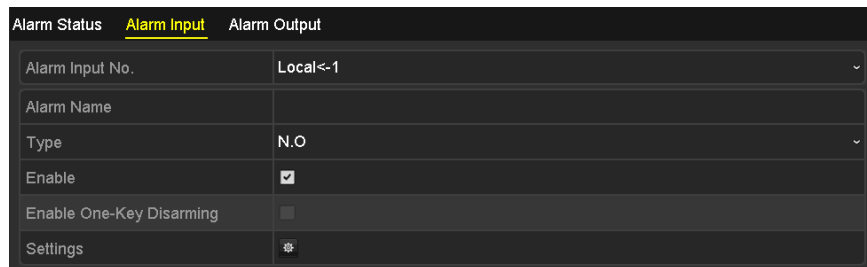 Alarm Status Alarm Input Alarm Output
Alarm Input No. Local<-1
Alarm Name
Type N.O
Enable
Enable One-Key Disarming
Settings